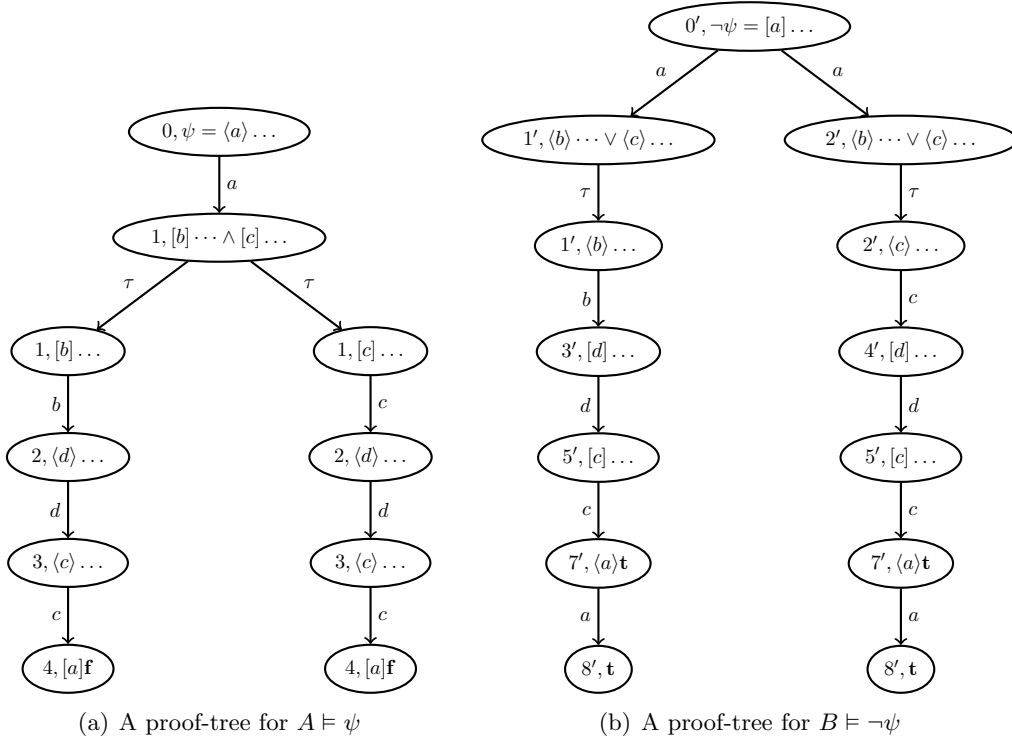 0, ψ = ⟨a⟩ …
a
1, [b] ⋯ ∧ [c] …
τ
τ
1, [b] …
1, [c] …
b
c
2, ⟨d⟩ …
2, ⟨d⟩ …
d
d
3, ⟨c⟩ …
3, ⟨c⟩ …
c
c
4, [a]𝐟
4, [a]𝐟
(a) A proof-tree for A ⊨ ψ
0′, ¬ψ = [a] …
a
a
1′, ⟨b⟩ ⋯ ∨ ⟨c⟩ …
2′, ⟨b⟩ ⋯ ∨ ⟨c⟩ …
τ
τ
1′, ⟨b⟩ …
2′, ⟨c⟩ …
b
c
3′, [d] …
4′, [d] …
d
d
5′, [c] …
5′, [c] …
c
c
7′, ⟨a⟩𝐭
7′, ⟨a⟩𝐭
a
a
8′, 𝐭
8′, 𝐭
(b) A proof-tree for B ⊨ ¬ψ